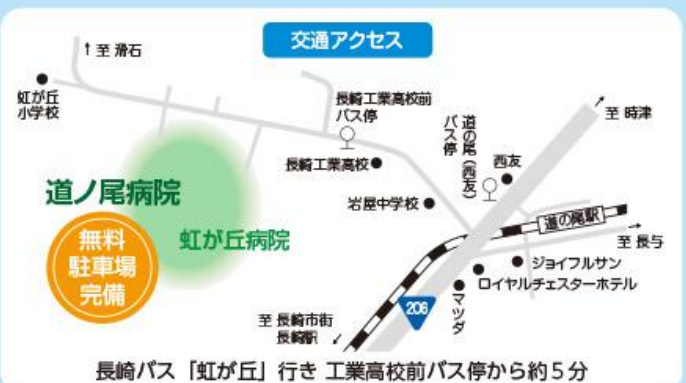 交通アクセス
↑至 滑石
虹が丘
小学校
長崎工業高校前
バス停
道の尾(西友)
バス停
至 時津
西友
長崎工業高校
岩屋中学校
道ノ尾病院
虹が丘病院
無料
駐車場
完備
道の尾駅
至 長与
ジョイフルサン
ロイヤルチェスターホテル
マツダ
206
至 長崎市街
長崎駅
長崎バス「虹が丘」行き 工業高校前バス停から約5分